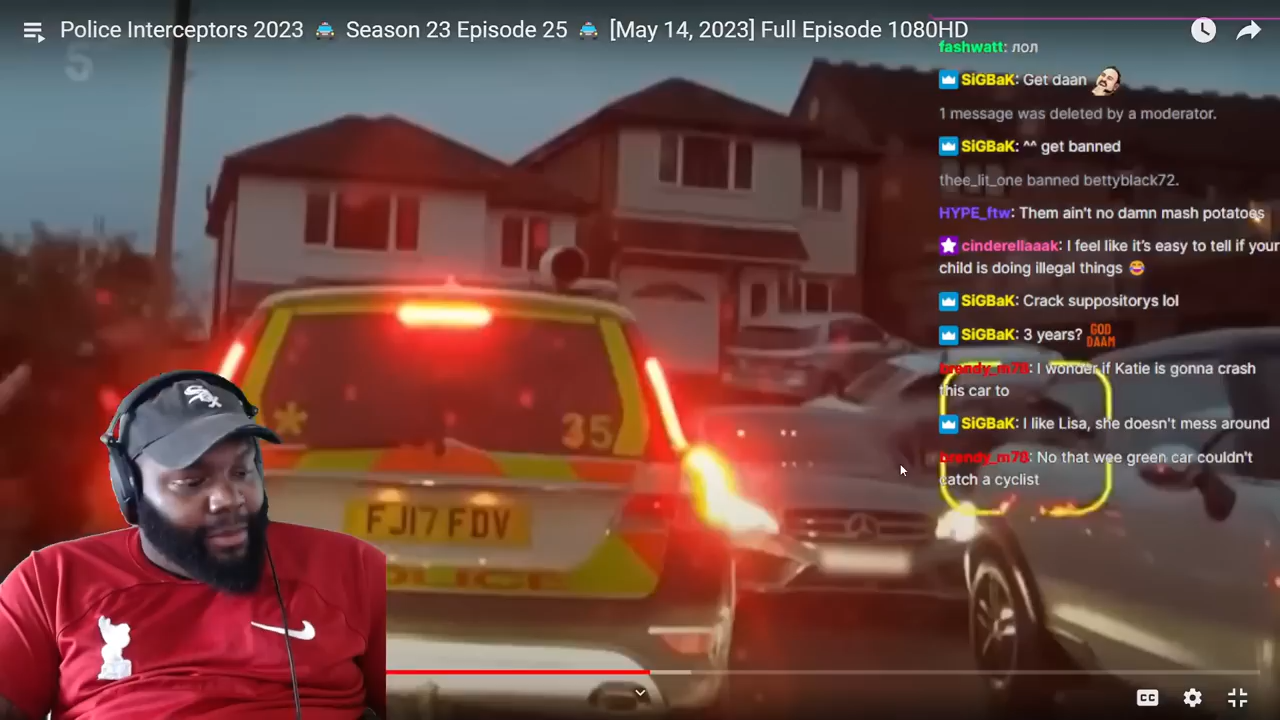 Police Interceptors 2023 🚔 Season 23 Episode 25 🚔 [May 14, 2023] Full Episode 1080HD
5
fashwatt: лол
SiGBaK: Get daan
1 message was deleted by a moderator.
SiGBaK: ^^ get banned
thee_lit_one banned bettyblack72.
HYPE_ftw: Them ain't no damn mash potatoes
cinderellaaak: I feel like it's easy to tell if your
child is doing illegal things 😂
SiGBaK: Crack suppositorys lol
SiGBaK: 3 years? GOD DAAM
brendy_m78: I wonder if Katie is gonna crash
this car to
SiGBaK: I like Lisa, she doesn't mess around
brendy_m78: No that wee green car couldn't
catch a cyclist
* 35
FJ17 FDV
POLICE
SOX
CC